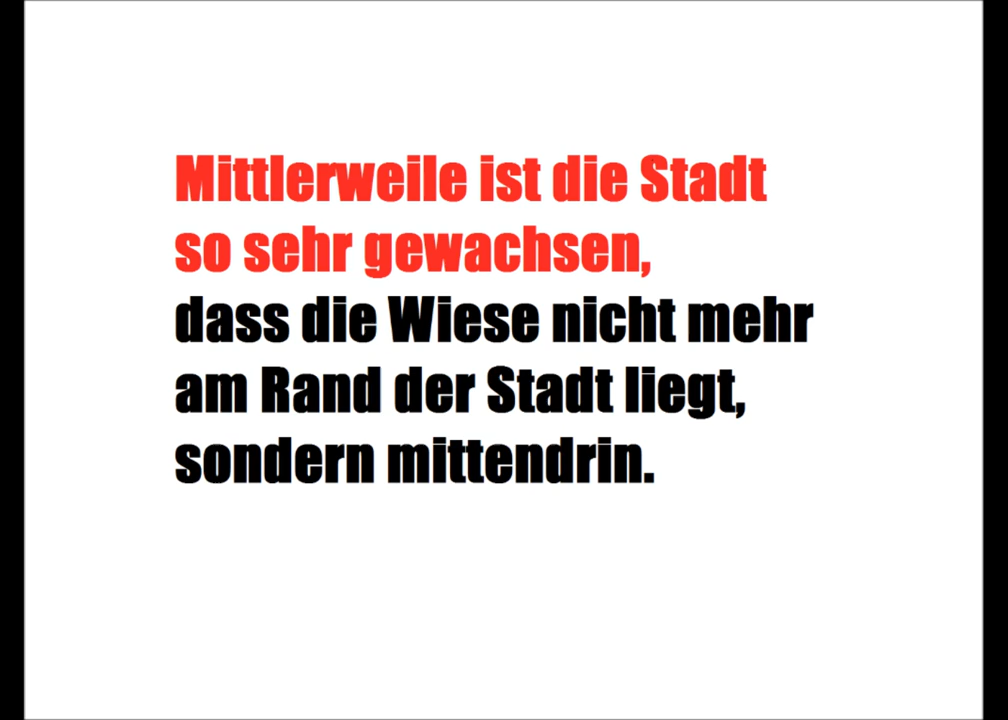 Mittlerweile ist die Stadt
so sehr gewachsen,
dass die Wiese nicht mehr
am Rand der Stadt liegt,
sondern mittendrin.